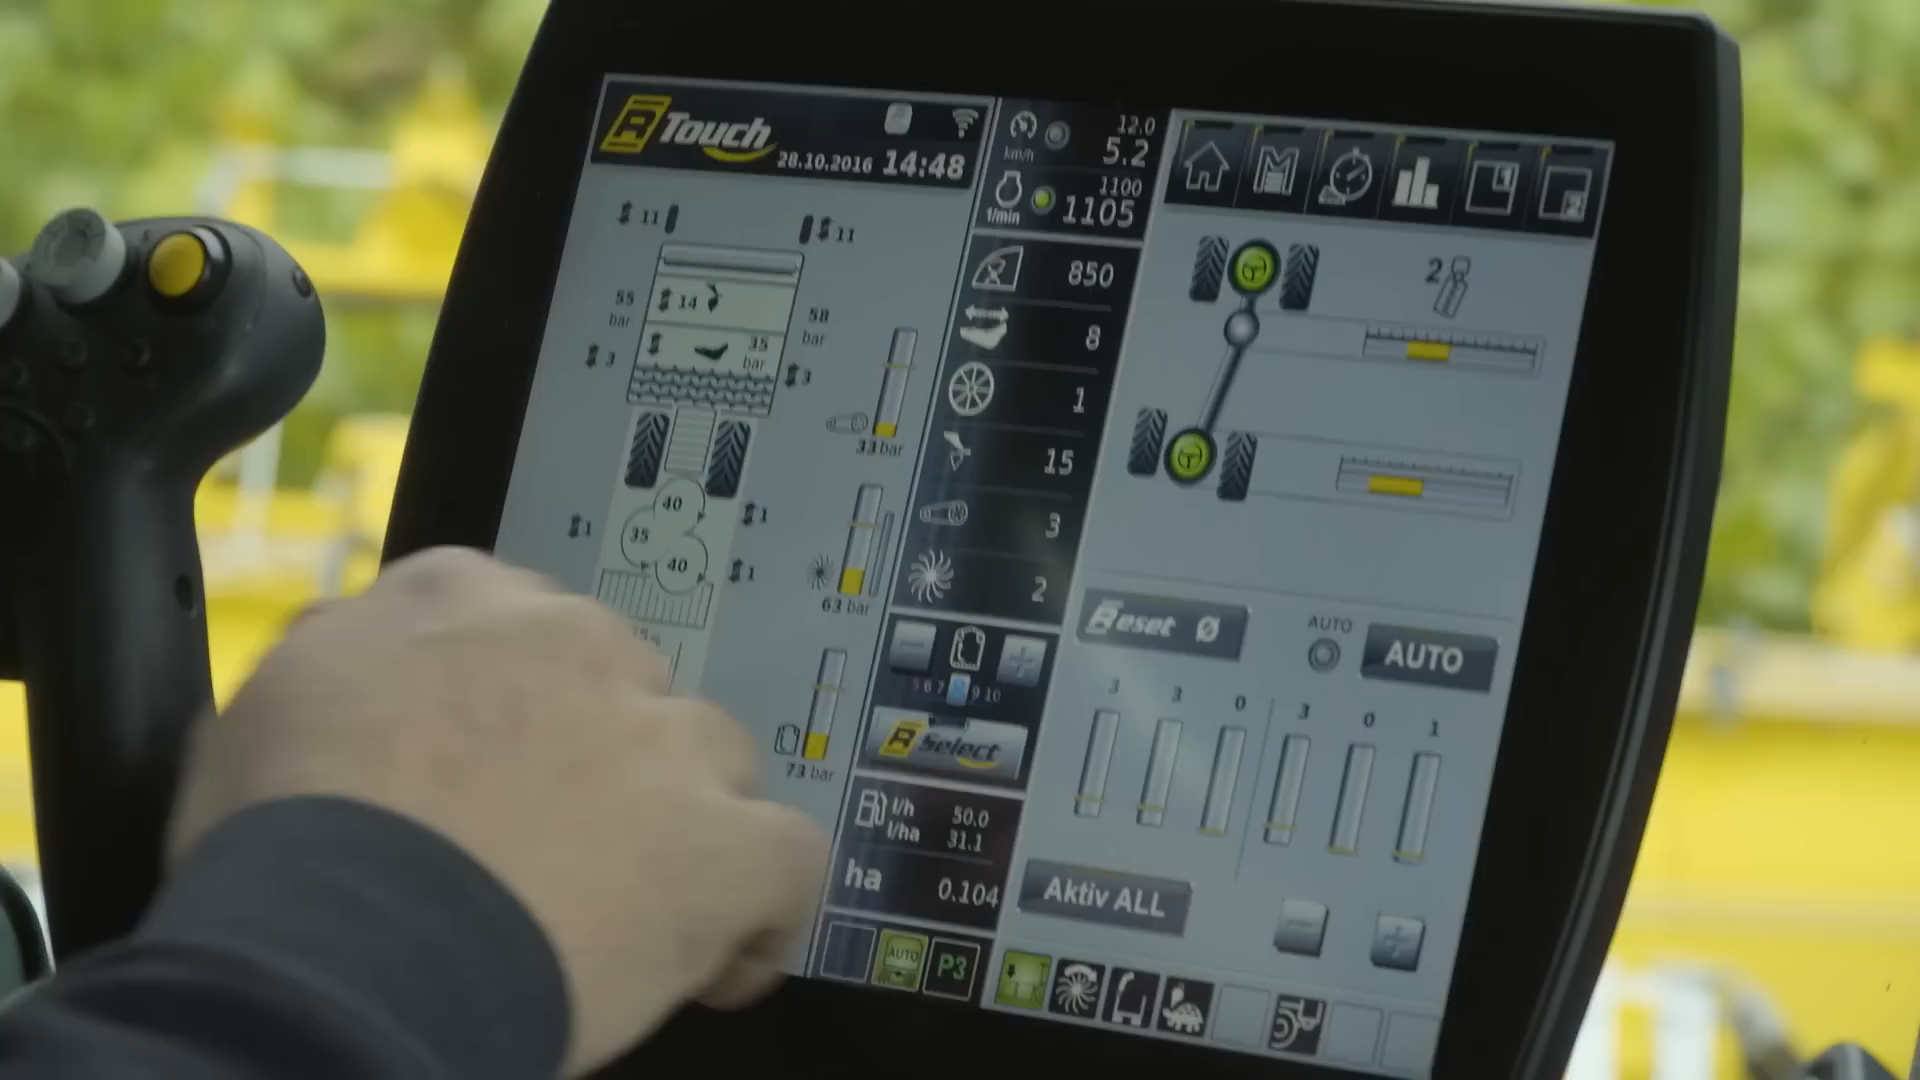 R Touch
28.10.2016 14:48
11
11
14
55
bar
58
bar
35
bar
3
3
33 bar
40
35
40
1
1
1
63 bar
73 bar
km/h
12.0
5.2
1/min
1100
1105
850
8
1
15
3
2
5 6 7 8 9 10
R Select
l/h 50.0
l/ha 31.1
ha 0.104
AUTO
P3
1
2
2
Reset Ø
AUTO
AUTO
3 3 0 3 0 1
Aktiv ALL